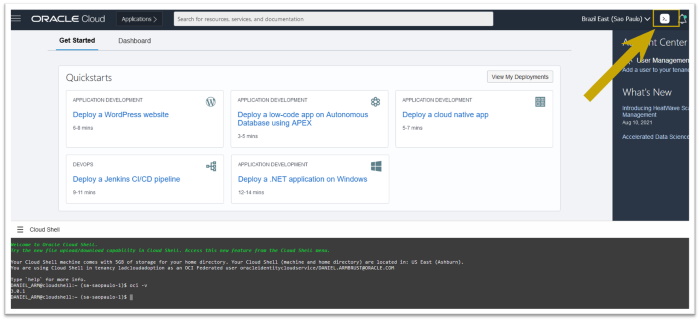 ORACLE Cloud
Applications >
Search for resources, services, and documentation
Brazil East (Sao Paulo)
Get Started
Dashboard
Quickstarts
View My Deployments
APPLICATION DEVELOPMENT
Deploy a WordPress website
6-8 mins
APPLICATION DEVELOPMENT
Deploy a low-code app on Autonomous
Database using APEX
3-5 mins
APPLICATION DEVELOPMENT
Deploy a cloud native app
5-7 mins
DEVOPS
Deploy a Jenkins CI/CD pipeline
9-11 mins
APPLICATION DEVELOPMENT
Deploy a .NET application on Windows
12-14 mins
Center
User Managemen
Add a user to your tenanc
What's New
Introducing HeatWave Sca
Management
Aug 10, 2021
Accelerated Data Science
Cloud Shell
Welcome to Oracle Cloud Shell.
Try the new file upload/download capability in Cloud Shell. Access this new feature from the Cloud Shell menu.
Your Cloud Shell machine comes with 5GB of storage for your home directory. Your Cloud Shell (machine and home directory) are located in: US East (Ashburn).
You are using Cloud Shell in tenancy ladcloudadoption as an OCI Federated user oracleidentitycloudservice/DANIEL.ARMBRUST@ORACLE.COM
Type `help` for more info.
DANIEL_ARM@cloudshell:~ (sa-saopaulo-1)$ oci -v
3.0.1
DANIEL_ARM@cloudshell:~ (sa-saopaulo-1)$